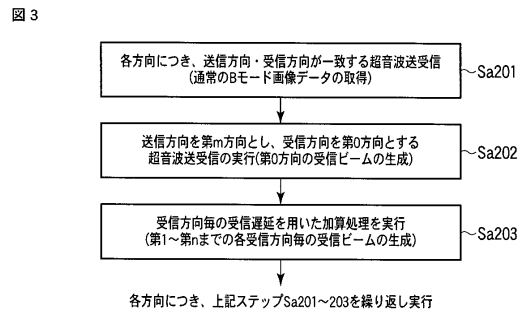 図3
各方向につき、送信方向・受信方向が一致する超音波送受信
(通常のBモード画像データの取得)
Sa201
送信方向を第m方向とし、受信方向を第0方向とする
超音波送受信の実行(第0方向の受信ビームの生成)
Sa202
受信方向毎の受信遅延を用いた加算処理を実行
(第1～第nまでの各受信方向毎の受信ビームの生成)
Sa203
各方向につき、上記ステップSa201～203を繰り返し実行